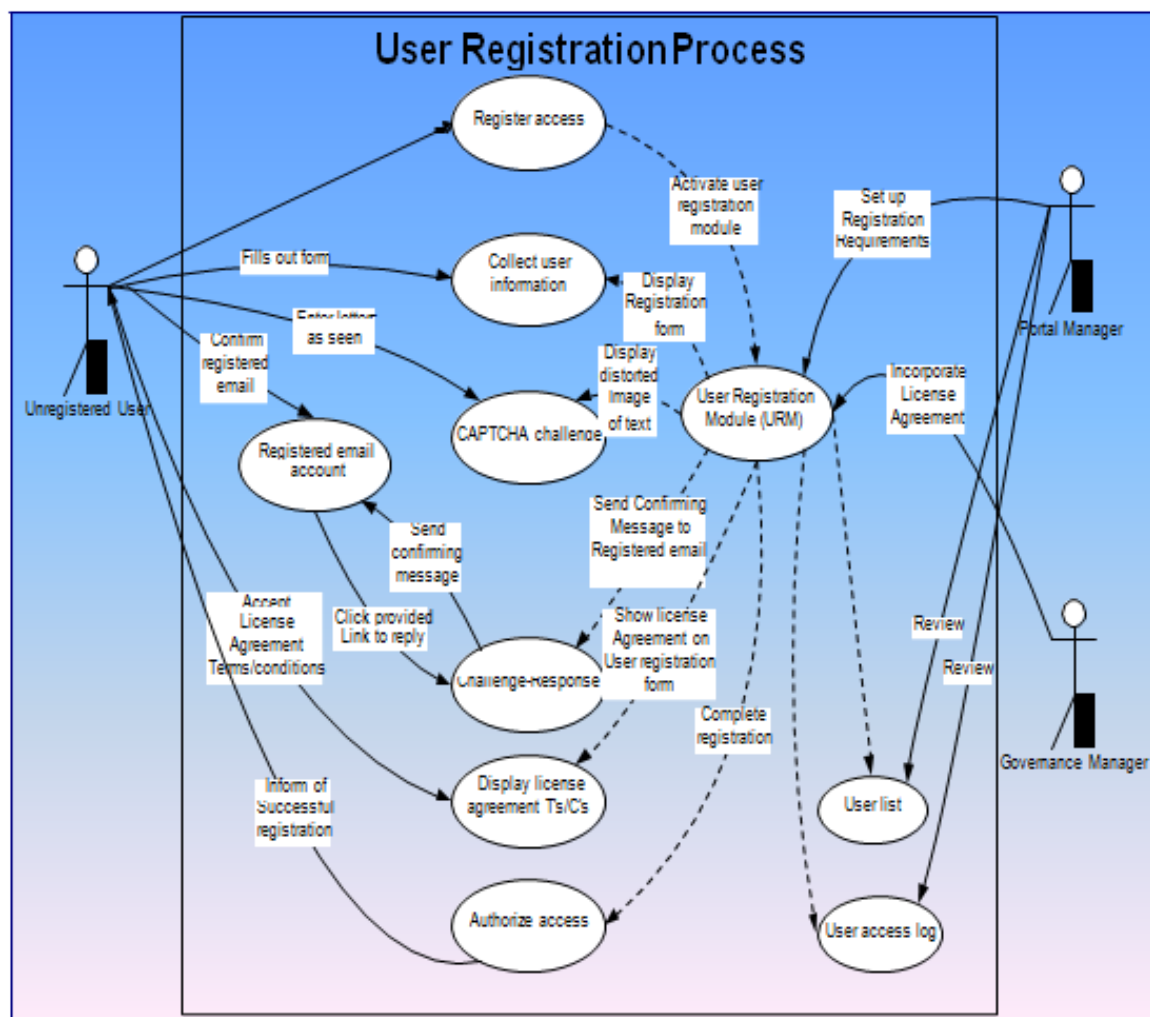 User Registration Process
Register access
Activate user
registration
module
Set up
Registration
Requirements
Fills out form
Collect user
information
Display
Registration
form
Portal Manager
Enter letters
as seen
Confirm
registered
email
Display
distorted
Image
of text
Incorporate
License
Agreement
Unregistered User
User Registration
Module (URM)
CAPTCHA challenge
Registered email
account
Send Confirming
Message to
Registered email
Send
confirming
message
Accept
License
Agreement
Terms/conditions
Click provided
Link to reply
Show license
Agreement on
User registration
form
Review
Review
Challenge-Response
Complete
registration
Governance Manager
Inform of
Successful
registration
Display license
agreement T's/C's
User list
Authorize access
User access log